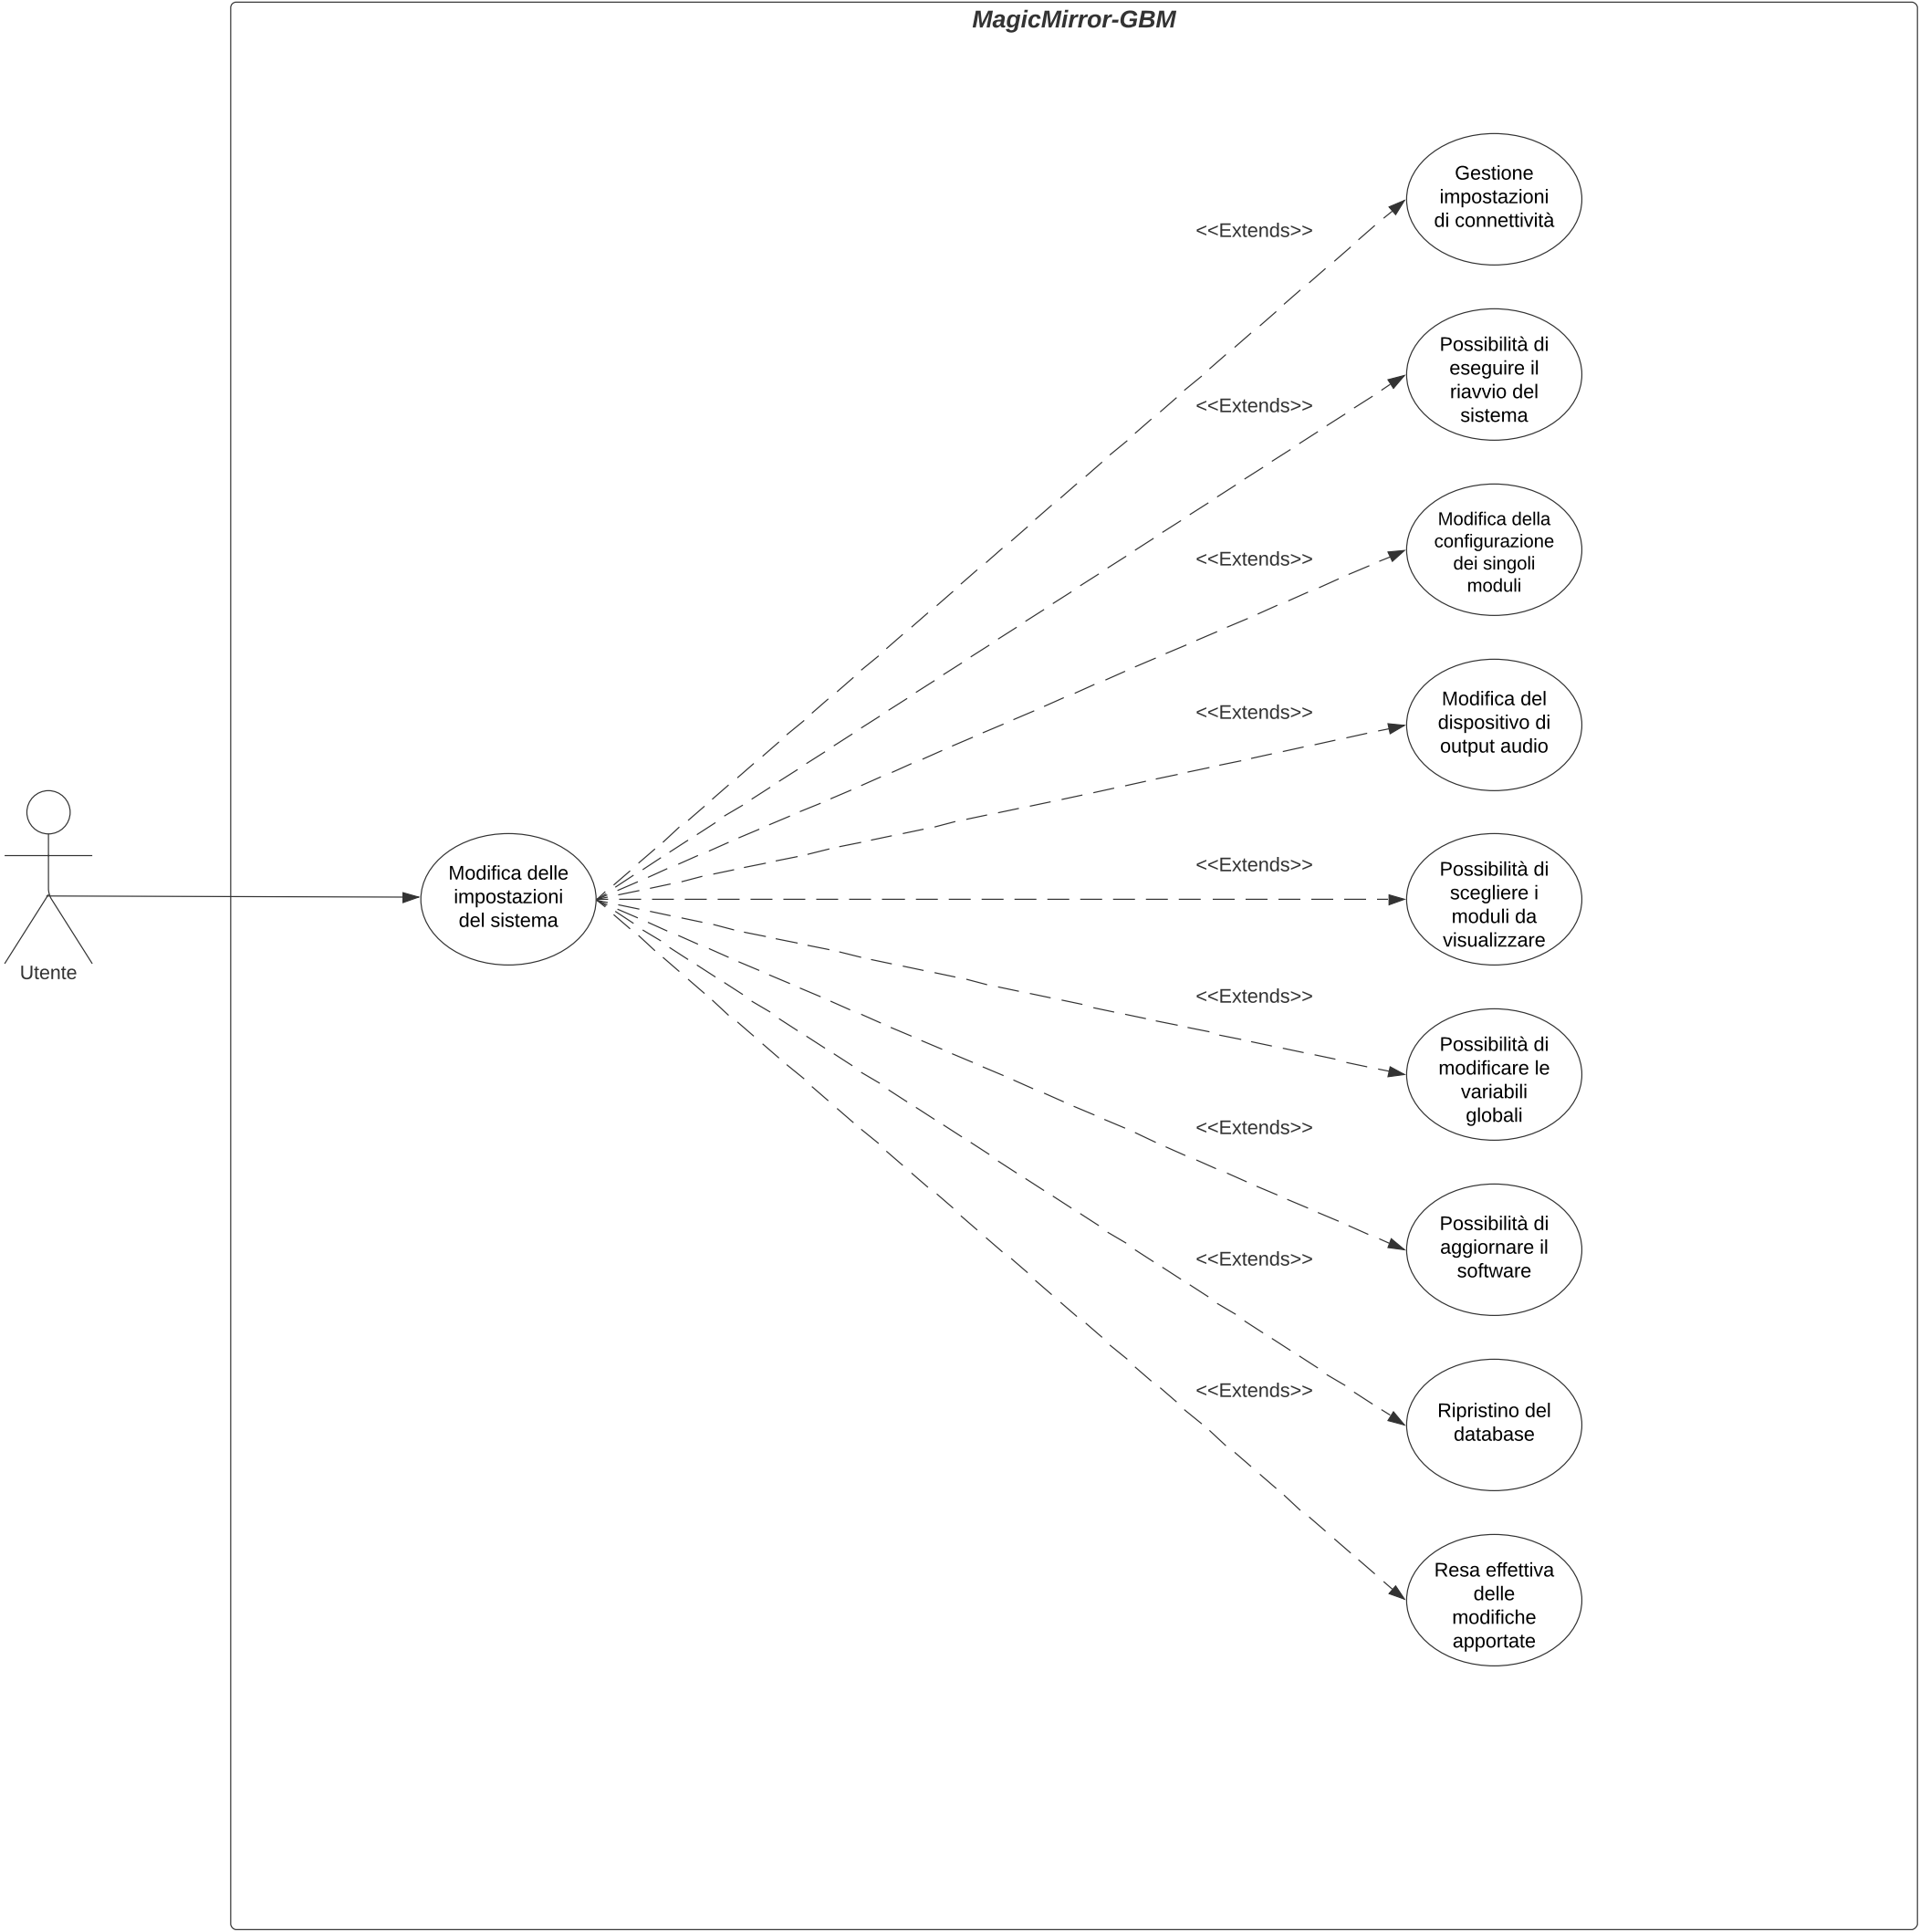 MagicMirror-GBM
Gestione
impostazioni
di connettività
<<Extends>>
Possibilità di
eseguire il
riavvio del
sistema
<<Extends>>
Modifica della
configurazione
dei singoli
moduli
<<Extends>>
Modifica del
dispositivo di
output audio
<<Extends>>
Utente
Modifica delle
impostazioni
del sistema
<<Extends>>
Possibilità di
scegliere i
moduli da
visualizzare
<<Extends>>
Possibilità di
modificare le
variabili
globali
<<Extends>>
Possibilità di
aggiornare il
software
<<Extends>>
Ripristino del
database
<<Extends>>
Resa effettiva
delle
modifiche
apportate